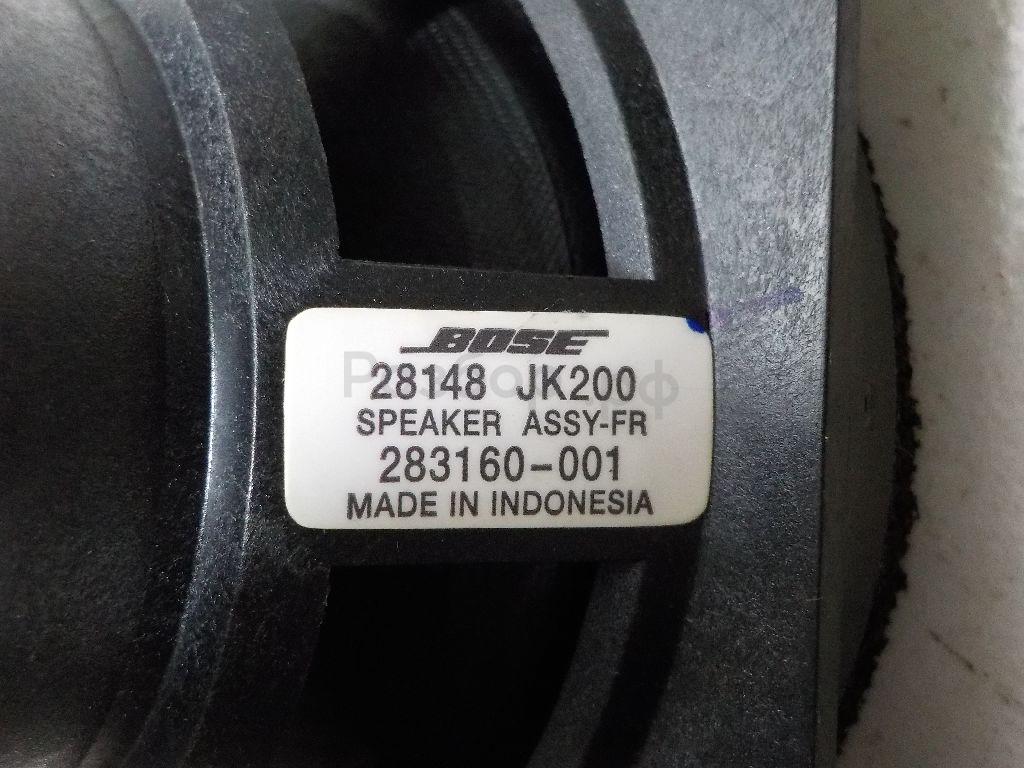 BOSE
28148 JK200
SPEAKER ASSY-FR
283160-001
MADE IN INDONESIA